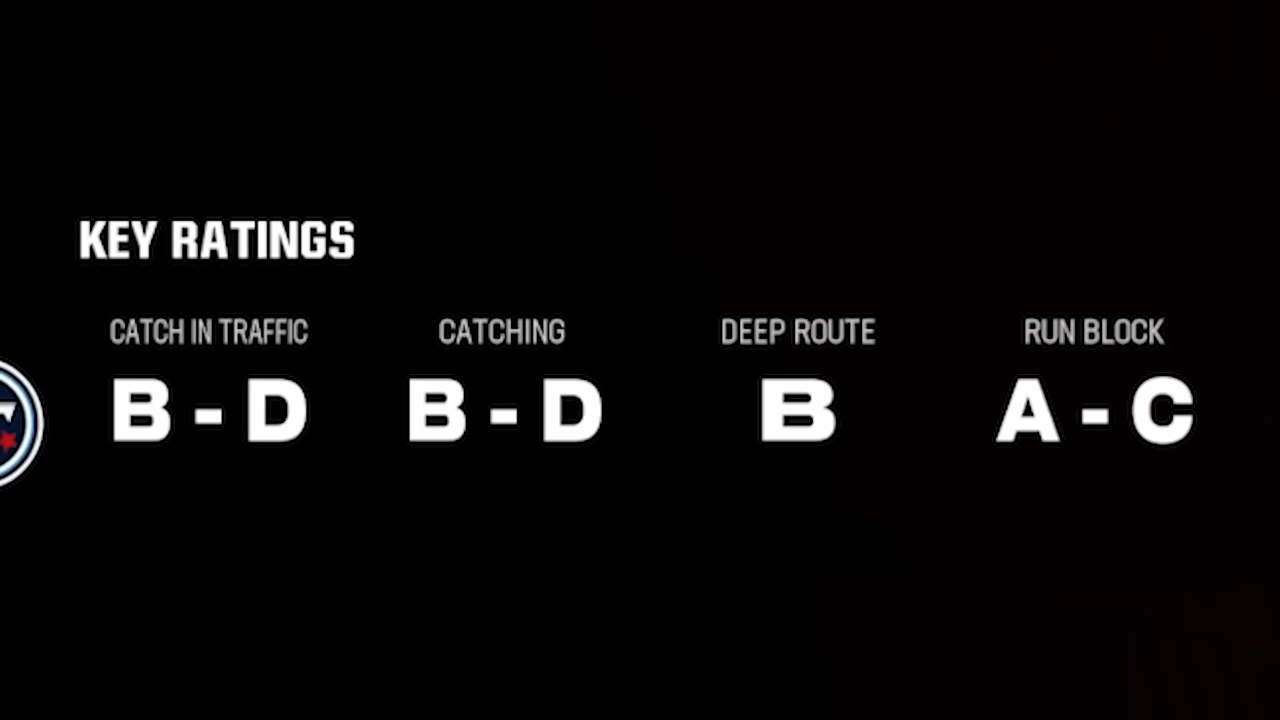 KEY RATINGS
CATCH IN TRAFFIC CATCHING DEEP ROUTE RUN BLOCK
B - D B - D B A - C